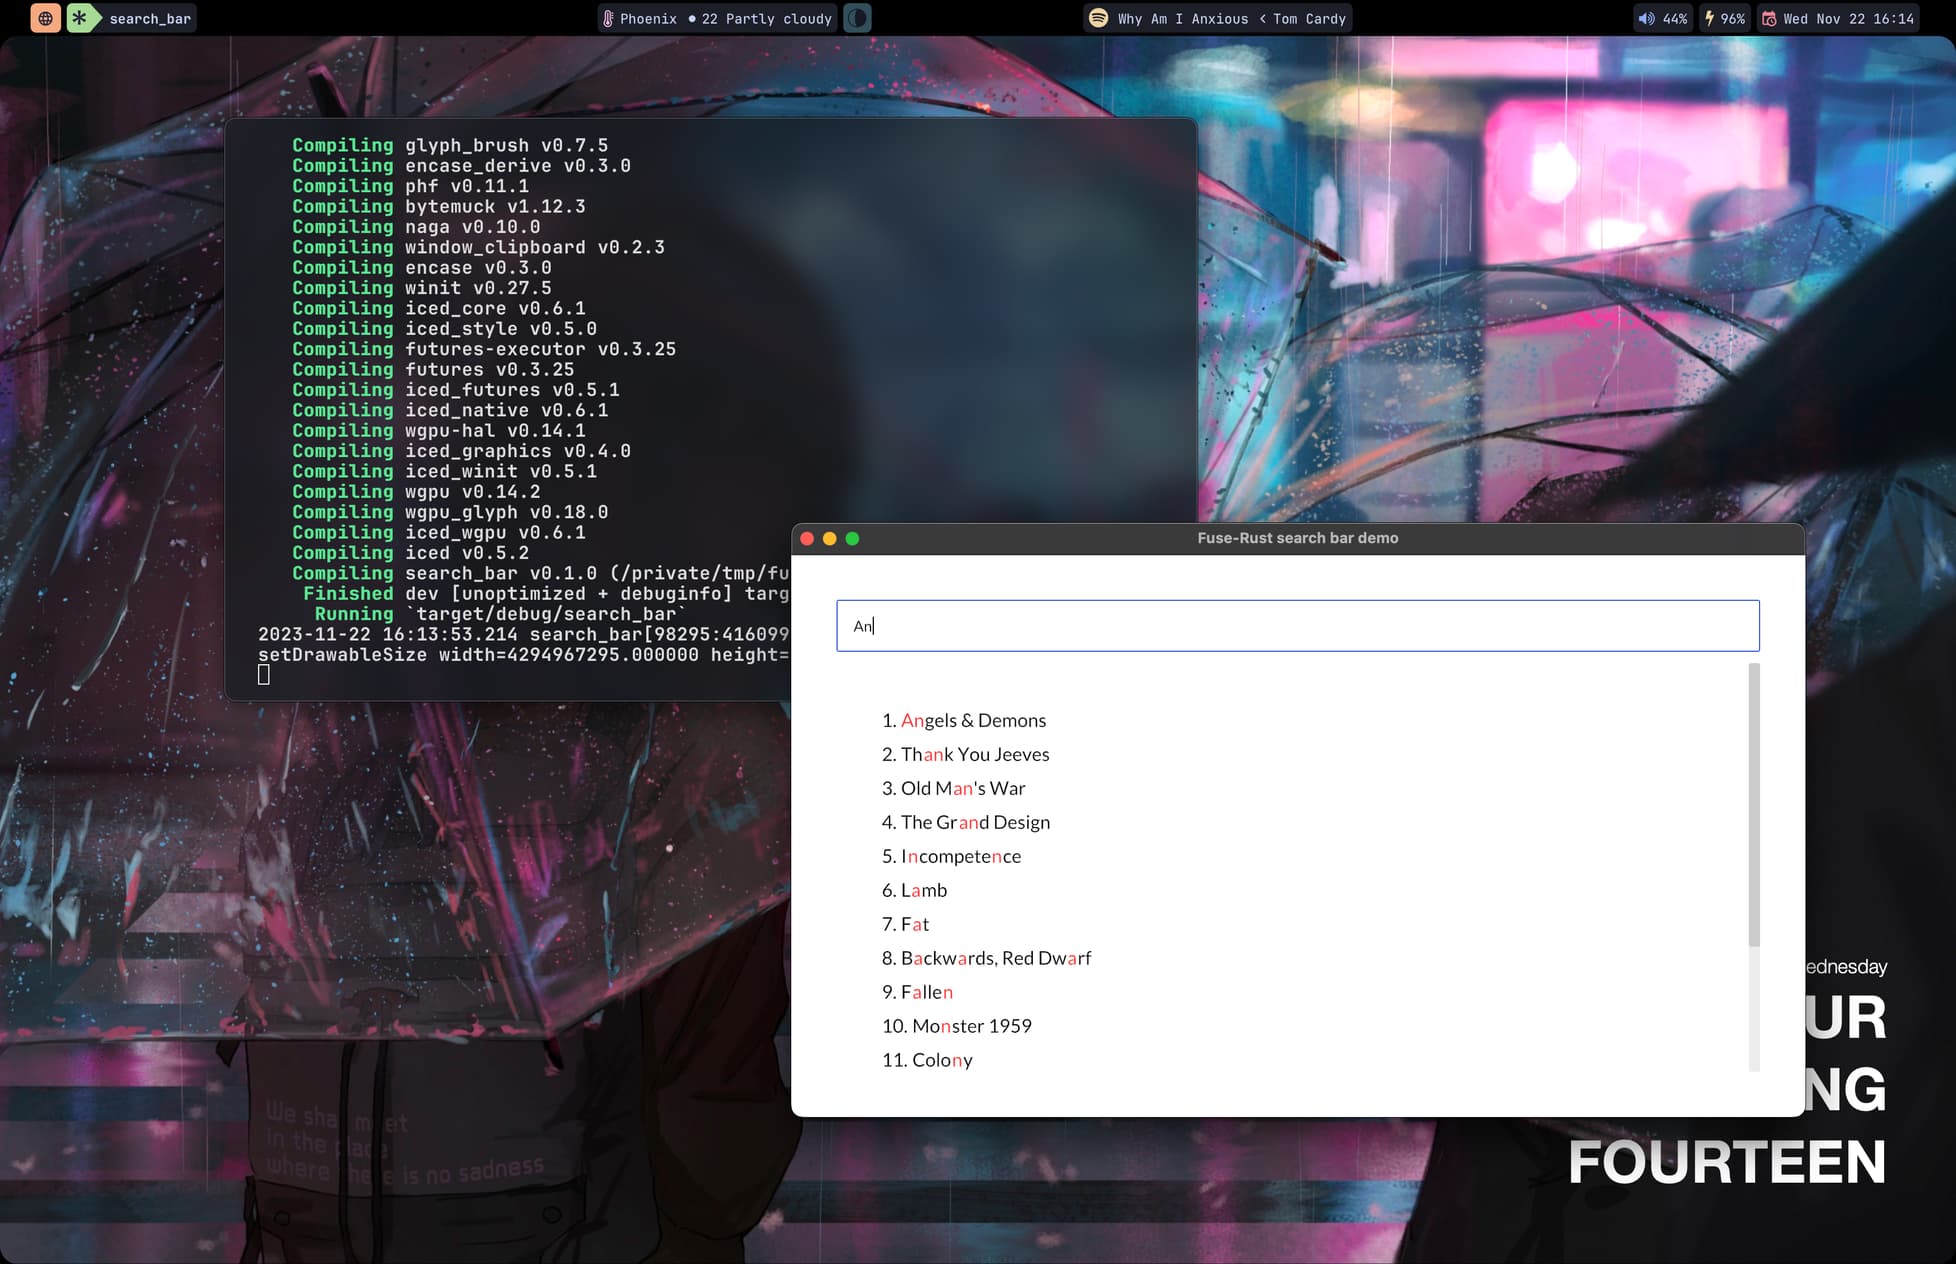 search_bar
Phoenix ● 22 Partly cloudy
Why Am I Anxious < Tom Cardy
44%
96%
Wed Nov 22 16:14
Compiling glyph_brush v0.7.5
Compiling encase_derive v0.3.0
Compiling phf v0.11.1
Compiling bytemuck v1.12.3
Compiling naga v0.10.0
Compiling window_clipboard v0.2.3
Compiling encase v0.3.0
Compiling winit v0.27.5
Compiling iced_core v0.6.1
Compiling iced_style v0.5.0
Compiling futures-executor v0.3.25
Compiling futures v0.3.25
Compiling iced_futures v0.5.1
Compiling iced_native v0.6.1
Compiling wgpu-hal v0.14.1
Compiling iced_graphics v0.4.0
Compiling iced_winit v0.5.1
Compiling wgpu v0.14.2
Compiling wgpu_glyph v0.18.0
Compiling iced_wgpu v0.6.1
Compiling iced v0.5.2
Compiling search_bar v0.1.0 (/private/tmp/fu
Finished dev [unoptimized + debuginfo] targ
Running `target/debug/search_bar`
2023-11-22 16:13:53.214 search_bar[98295:416099
setDrawableSize width=4294967295.000000 height=
Fuse-Rust search bar demo
An
1. Angels & Demons
2. Thank You Jeeves
3. Old Man's War
4. The Grand Design
5. Incompetence
6. Lamb
7. Fat
8. Backwards, Red Dwarf
9. Fallen
10. Monster 1959
11. Colony
ednesday
UR
NG
FOURTEEN
We shall meet
in the place
where there is no sadness